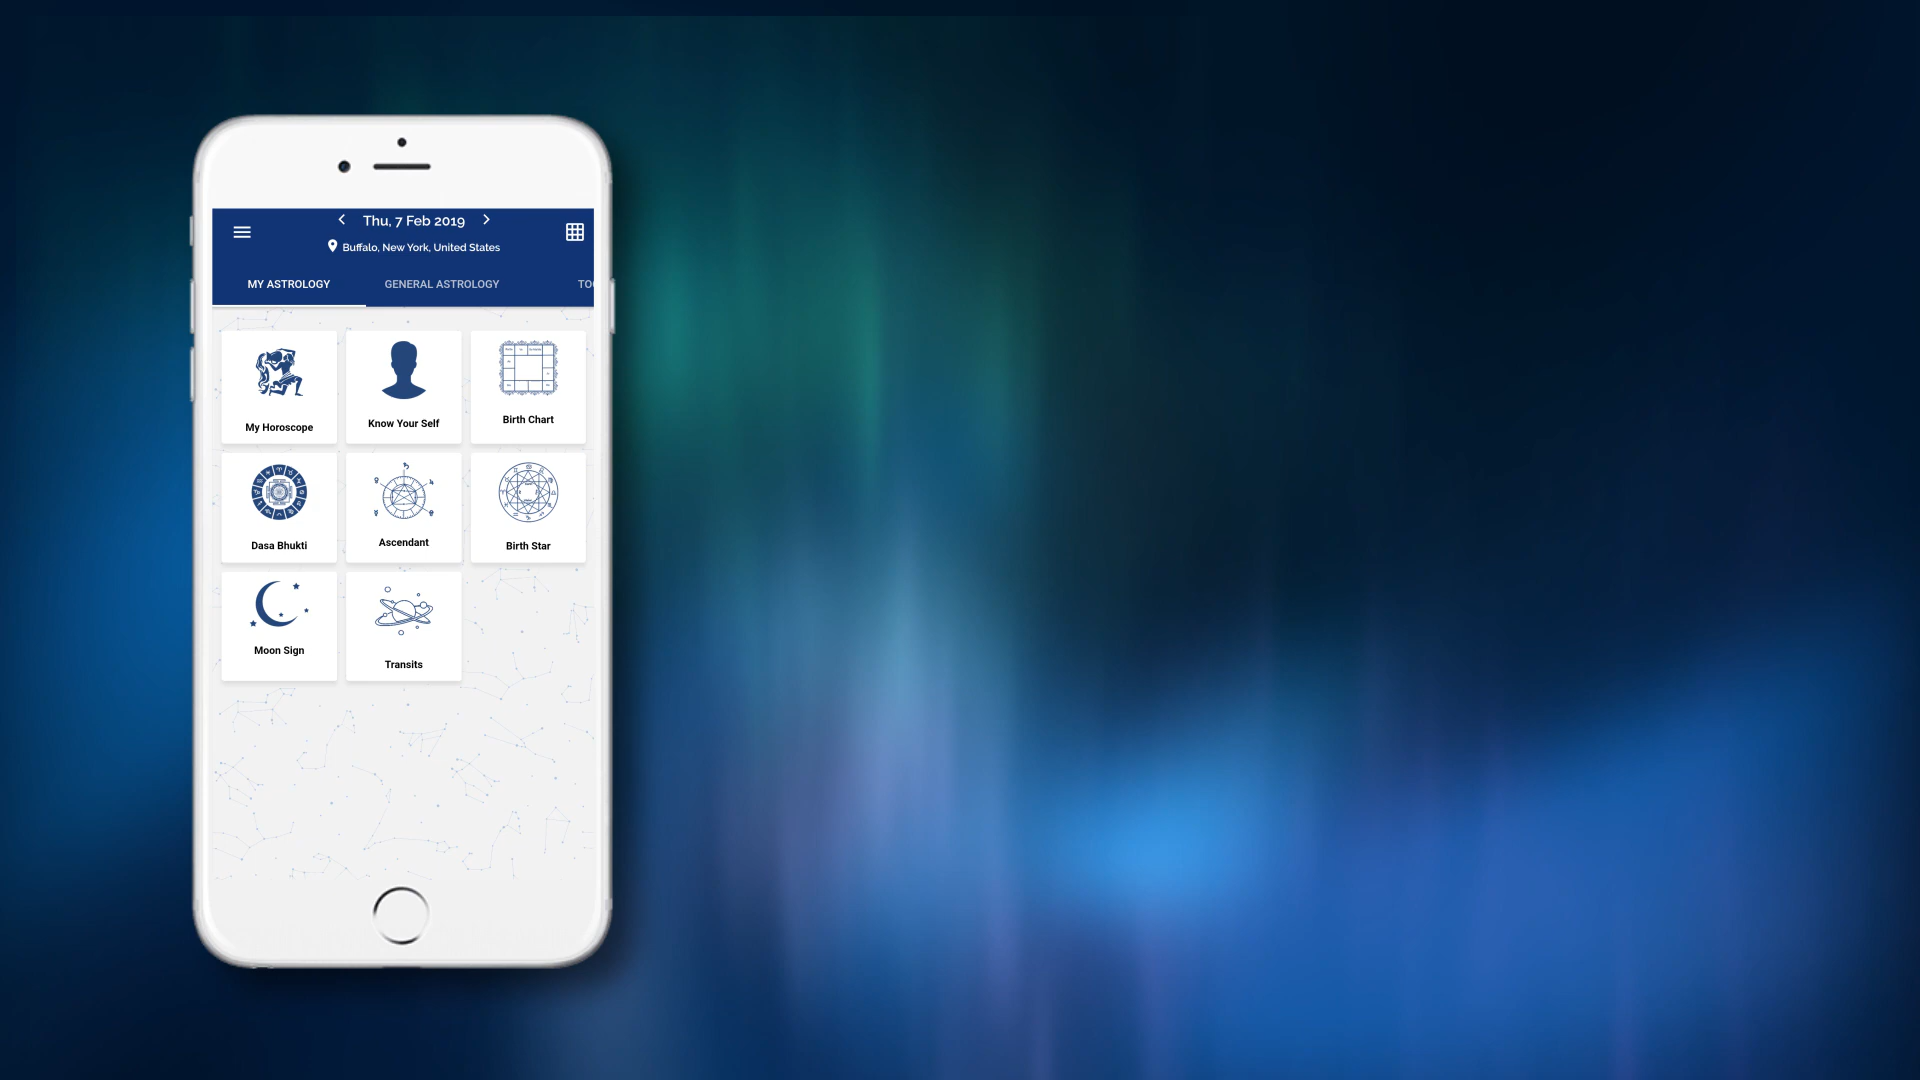 Thu, 7 Feb 2019
Buffalo, New York, United States
MY ASTROLOGY
GENERAL ASTROLOGY
TO
My Horoscope
Know Your Self
Birth Chart
Dasa Bhukti
Ascendant
Birth Star
Moon Sign
Transits